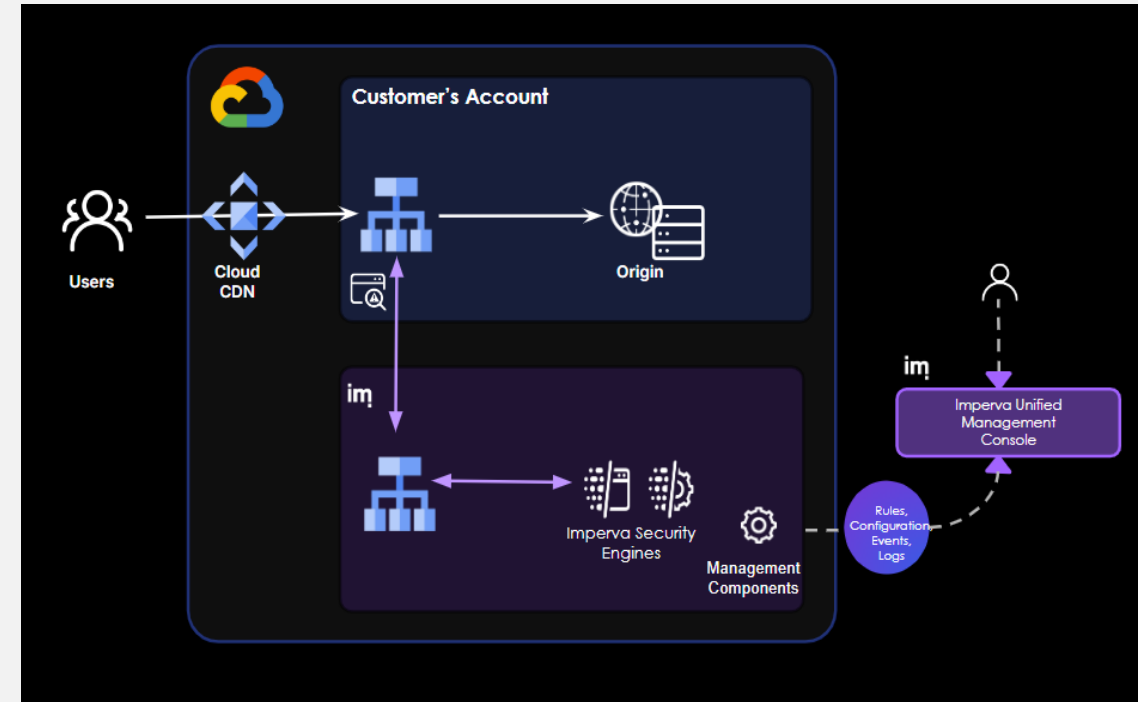 Customer's Account
Users
Cloud
CDN
Origin
im
im
Imperva Unified
Management
Console
Imperva Security
Engines
Management
Components
Rules,
Configuration,
Events,
Logs